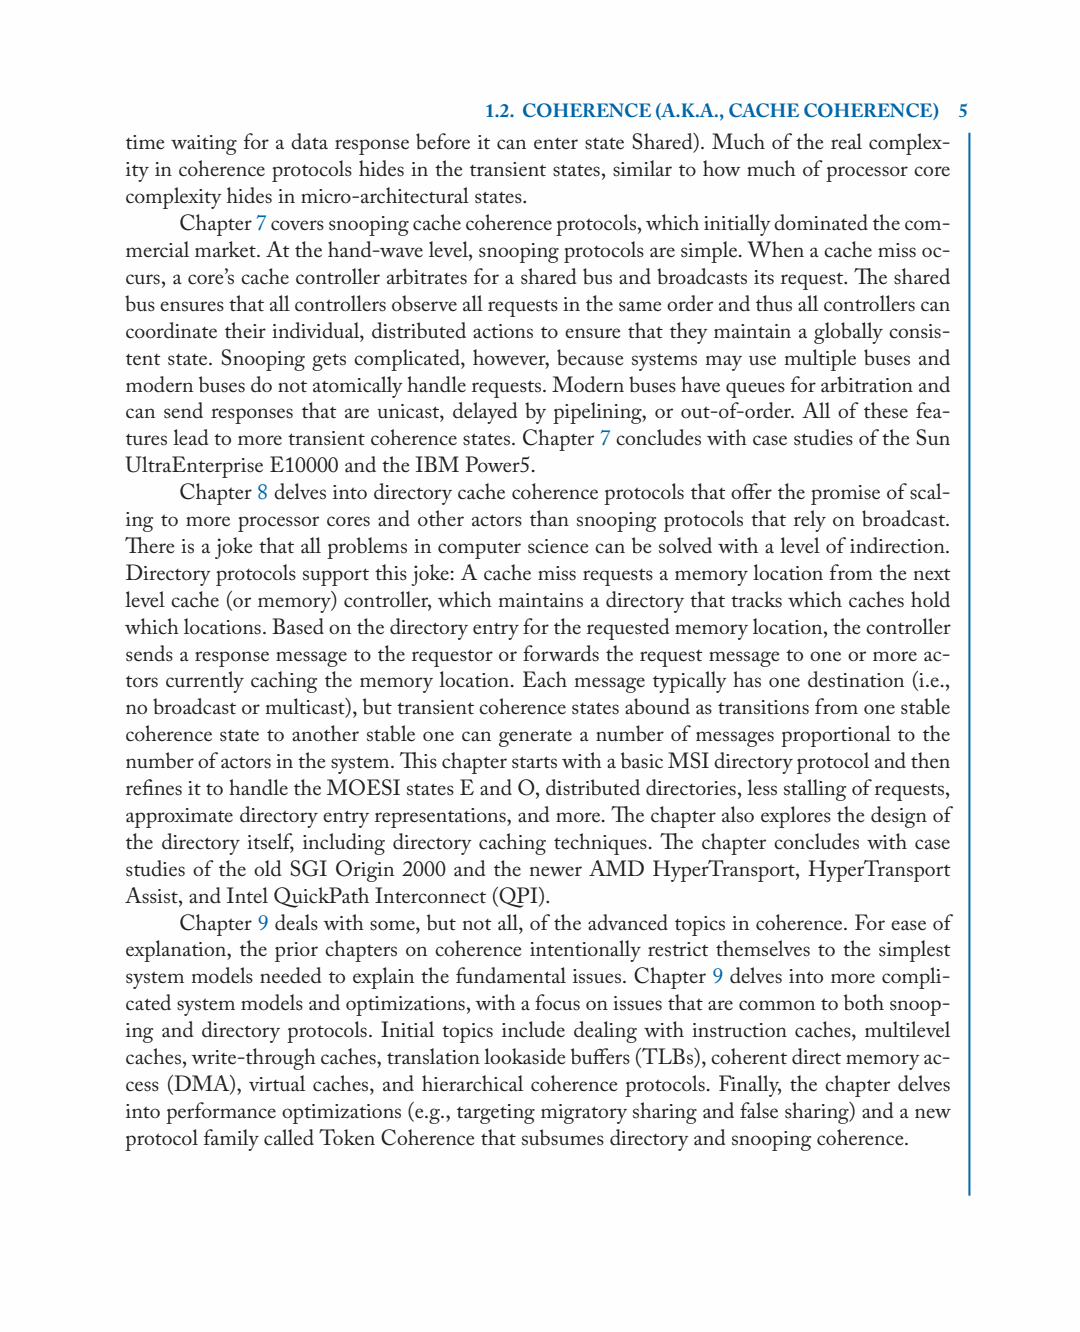 1.2. COHERENCE (A.K.A., CACHE COHERENCE) 5
time waiting for a data response before it can enter state Shared). Much of the real complex-
ity in coherence protocols hides in the transient states, similar to how much of processor core
complexity hides in micro-architectural states.
Chapter 7 covers snooping cache coherence protocols, which initially dominated the com-
mercial market. At the hand-wave level, snooping protocols are simple. When a cache miss oc-
curs, a core's cache controller arbitrates for a shared bus and broadcasts its request. The shared
bus ensures that all controllers observe all requests in the same order and thus all controllers can
coordinate their individual, distributed actions to ensure that they maintain a globally consis-
tent state. Snooping gets complicated, however, because systems may use multiple buses and
modern buses do not atomically handle requests. Modern buses have queues for arbitration and
can send responses that are unicast, delayed by pipelining, or out-of-order. All of these fea-
tures lead to more transient coherence states. Chapter 7 concludes with case studies of the Sun
UltraEnterprise E10000 and the IBM Power5.
Chapter 8 delves into directory cache coherence protocols that offer the promise of scal-
ing to more processor cores and other actors than snooping protocols that rely on broadcast.
There is a joke that all problems in computer science can be solved with a level of indirection.
Directory protocols support this joke: A cache miss requests a memory location from the next
level cache (or memory) controller, which maintains a directory that tracks which caches hold
which locations. Based on the directory entry for the requested memory location, the controller
sends a response message to the requestor or forwards the request message to one or more ac-
tors currently caching the memory location. Each message typically has one destination (i.e.,
no broadcast or multicast), but transient coherence states abound as transitions from one stable
coherence state to another stable one can generate a number of messages proportional to the
number of actors in the system. This chapter starts with a basic MSI directory protocol and then
refines it to handle the MOESI states E and O, distributed directories, less stalling of requests,
approximate directory entry representations, and more. The chapter also explores the design of
the directory itself, including directory caching techniques. The chapter concludes with case
studies of the old SGI Origin 2000 and the newer AMD HyperTransport, HyperTransport
Assist, and Intel QuickPath Interconnect (QPI).
Chapter 9 deals with some, but not all, of the advanced topics in coherence. For ease of
explanation, the prior chapters on coherence intentionally restrict themselves to the simplest
system models needed to explain the fundamental issues. Chapter 9 delves into more compli-
cated system models and optimizations, with a focus on issues that are common to both snoop-
ing and directory protocols. Initial topics include dealing with instruction caches, multilevel
caches, write-through caches, translation lookaside buffers (TLBs), coherent direct memory ac-
cess (DMA), virtual caches, and hierarchical coherence protocols. Finally, the chapter delves
into performance optimizations (e.g., targeting migratory sharing and false sharing) and a new
protocol family called Token Coherence that subsumes directory and snooping coherence.